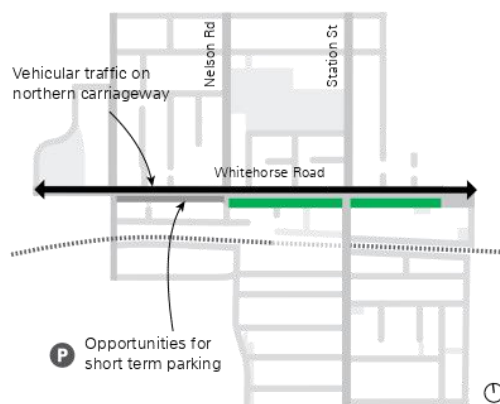 Nelson Rd
Station St
Vehicular traffic on
northern carriageway
Whitehorse Road
P
Opportunities for
short term parking